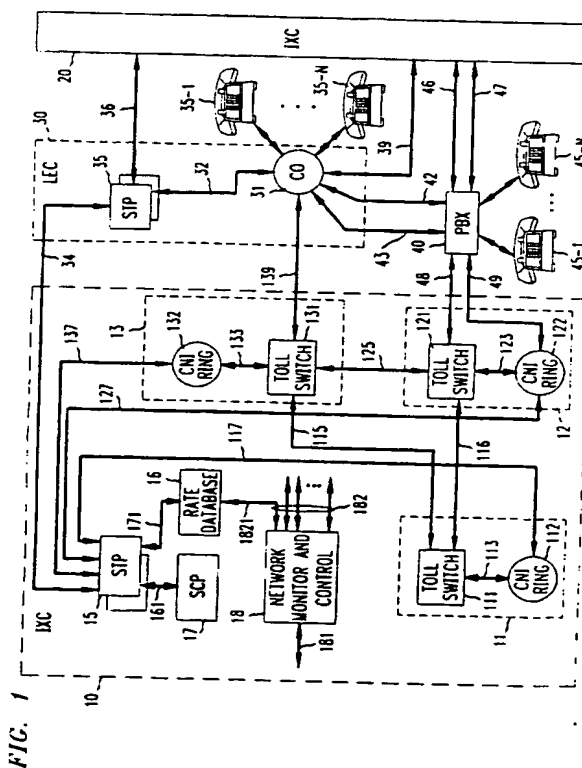 FIG. 1
10
IXC
15
STP
161
17
SCP
171
16
RATE
DATABASE
1821
18
NETWORK
MONITOR AND
CONTROL
181
182
117
127
137
34
13
132
CNI
RING
133
TOLL
SWITCH
131
139
115
125
116
11
TOLL
SWITCH
111
113
CNI
RING
112
12
121
TOLL
SWITCH
123
CNI
RING
122
LEC
30
35
STP
32
36
31
CO
35-1
35-N
39
43
42
48
49
40
PBX
46
47
45-1
45-N
20
IXC